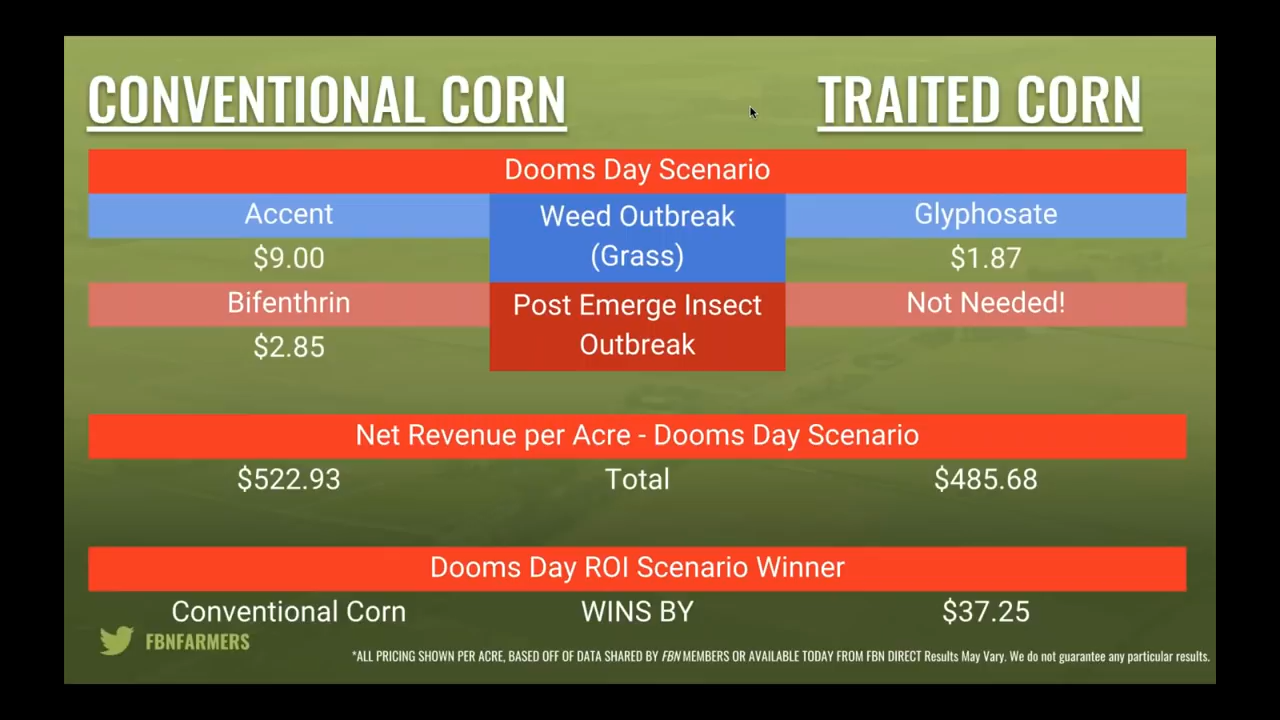 CONVENTIONAL CORN
TRAITED CORN
Dooms Day Scenario
Accent
Weed Outbreak
(Grass)
Glyphosate
$9.00
$1.87
Bifenthrin
Post Emerge Insect
Outbreak
Not Needed!
$2.85
Net Revenue per Acre - Dooms Day Scenario
$522.93
Total
$485.68
Dooms Day ROI Scenario Winner
Conventional Corn
WINS BY
$37.25
FBNFARMERS
*ALL PRICING SHOWN PER ACRE, BASED OFF OF DATA SHARED BY FBN MEMBERS OR AVAILABLE TODAY FROM FBN DIRECT Results May Vary. We do not guarantee any particular results.